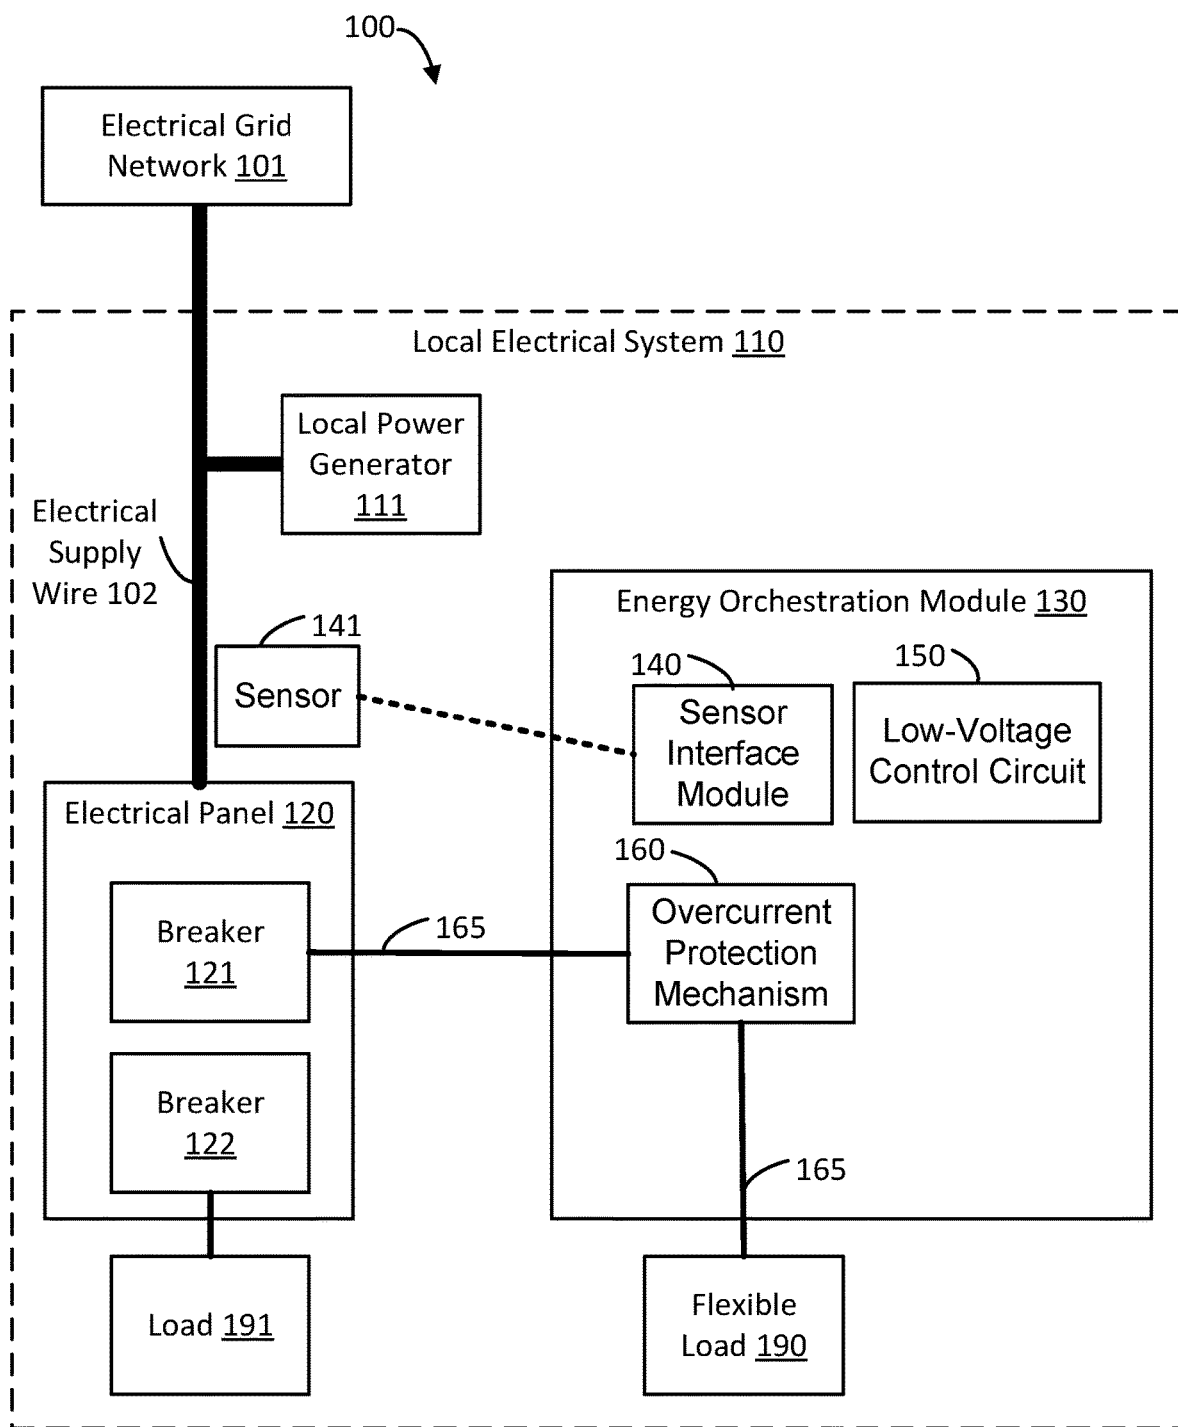 100
Electrical Grid
Network 101
Local Electrical System 110
Local Power
Generator
111
Electrical
Supply
Wire 102
Energy Orchestration Module 130
141
Sensor
140
Sensor
Interface
Module
150
Low-Voltage
Control Circuit
Electrical Panel 120
160
Overcurrent
Protection
Mechanism
Breaker
121
165
Breaker
122
165
Load 191
Flexible
Load 190